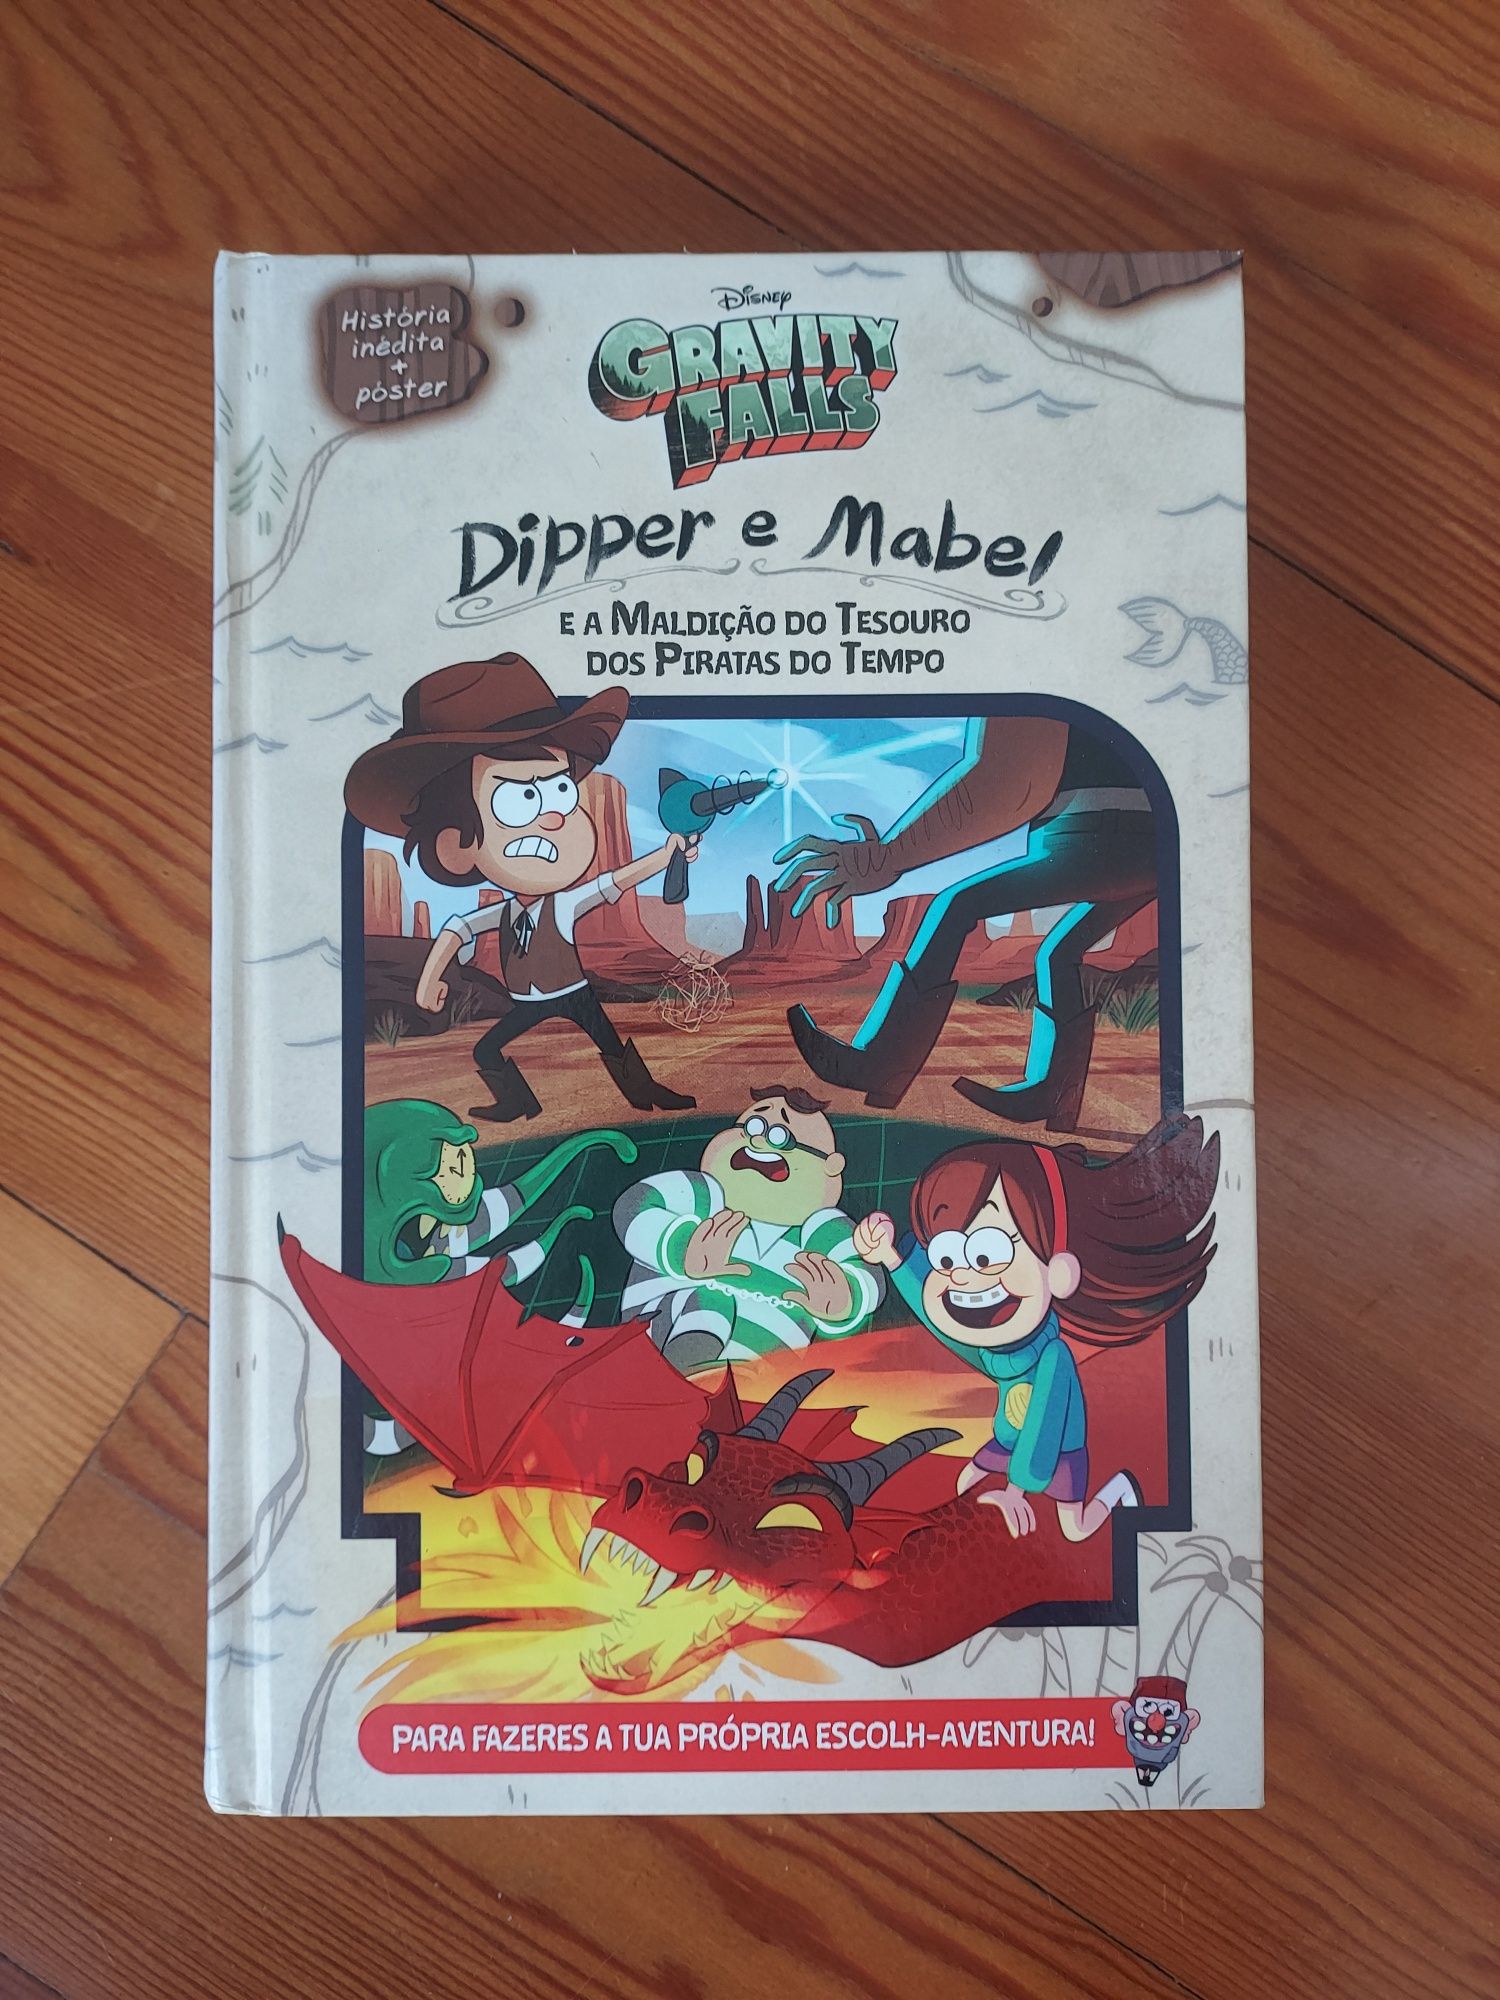 História
inédita
+
póster
Disney
GRAVITY
FALLS
Dipper e Mabel
E A MALDIÇÃO DO TESOURO
DOS PIRATAS DO TEMPO
PARA FAZERES A TUA PRÓPRIA ESCOLH-AVENTURA!